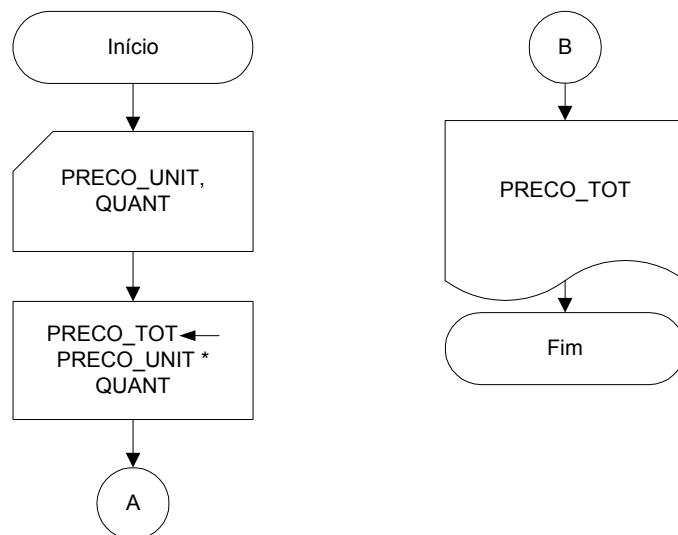 Início
PRECO_UNIT,
QUANT
PRECO_TOT
PRECO_UNIT *
QUANT
A
B
PRECO_TOT
Fim